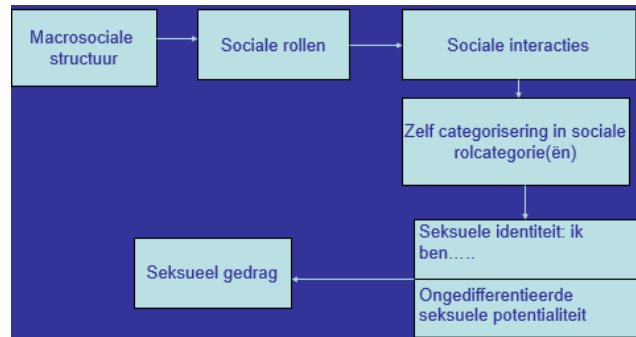 Macrosociale
structuur
Sociale rollen
Sociale interacties
Zelf categorisering in sociale
rolcategorie(ën)
Seksuele identiteit: ik
ben.....
Ongedifferentieerde
seksuele potentialiteit
Seksueel gedrag